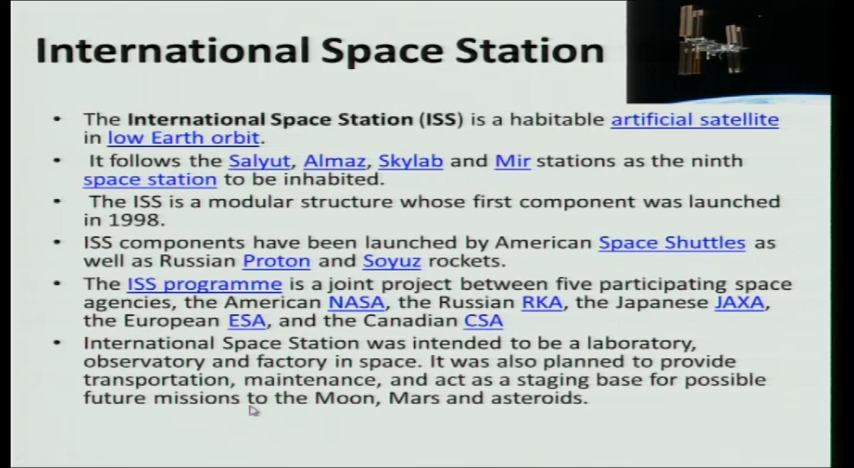 International Space Station
• The International Space Station (ISS) is a habitable artificial satellite
in low Earth orbit.
• It follows the Salyut, Almaz, Skylab and Mir stations as the ninth
space station to be inhabited.
• The ISS is a modular structure whose first component was launched
in 1998.
• ISS components have been launched by American Space Shuttles as
well as Russian Proton and Soyuz rockets.
• The ISS programme is a joint project between five participating space
agencies, the American NASA, the Russian RKA, the Japanese JAXA,
the European ESA, and the Canadian CSA
• International Space Station was intended to be a laboratory,
observatory and factory in space. It was also planned to provide
transportation, maintenance, and act as a staging base for possible
future missions to the Moon, Mars and asteroids.